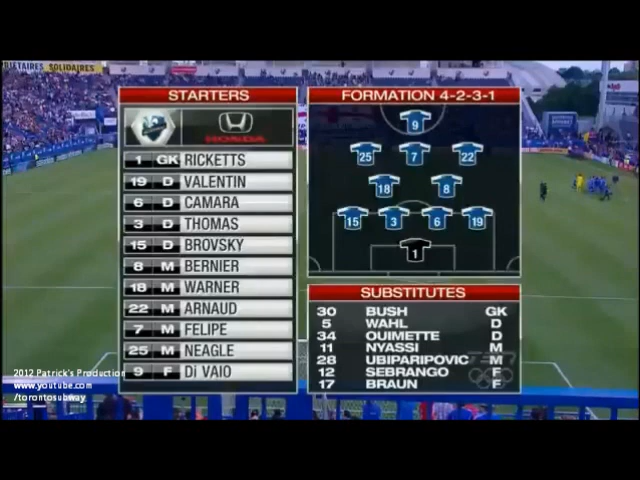 PRIÉTAIRES SOLIDAIRES
STARTERS
HONDA
1 GK RICKETTS
19 D VALENTIN
6 D CAMARA
3 D THOMAS
15 D BROVSKY
8 M BERNIER
18 M WARNER
22 M ARNAUD
7 M FELIPE
25 M NEAGLE
9 F Di VAIO
FORMATION 4-2-3-1
9
25 7 22
18 8
15 3 6 19
1
SUBSTITUTES
30 BUSH GK
5 WAHL D
34 OUIMETTE D
11 NYASSI M
28 UBIPARIPOVIC M
12 SEBRANGO F
17 BRAUN F
TSN
2012 Patrick's Production
www.youtube.com
/torontosubway